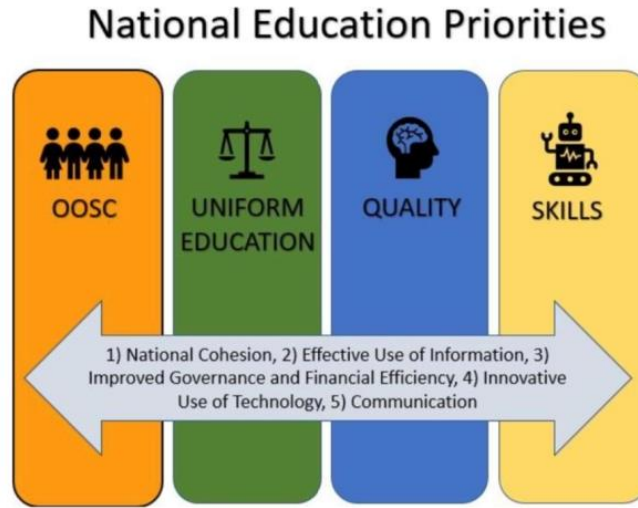 National Education Priorities
OOSC
UNIFORM
EDUCATION
QUALITY
SKILLS
1) National Cohesion, 2) Effective Use of Information, 3)
Improved Governance and Financial Efficiency, 4) Innovative
Use of Technology, 5) Communication